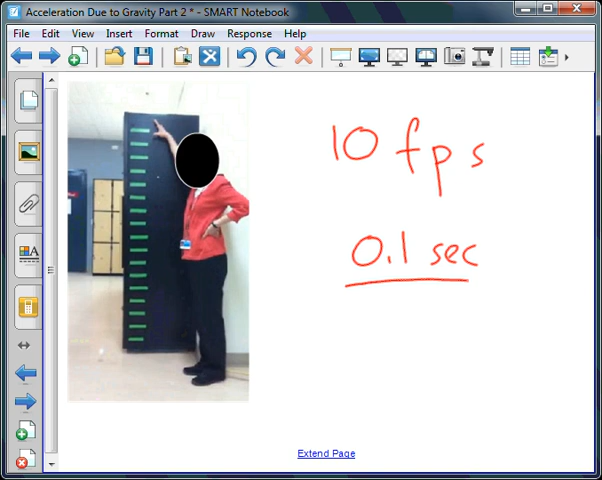 Acceleration Due to Gravity Part 2 * - SMART Notebook
File Edit View Insert Format Draw Response Help
10 fps
0.1 sec
Extend Page